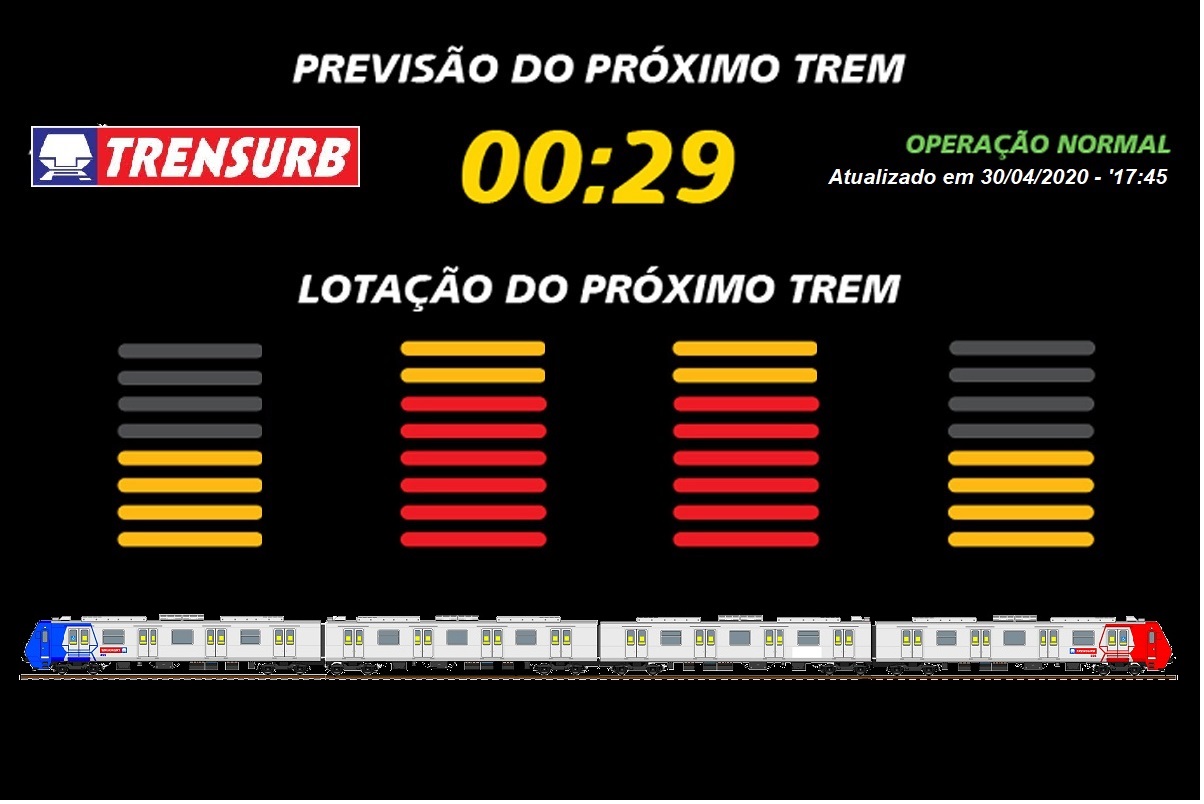 PREVISÃO DO PRÓXIMO TREM
TRENSURB
00:29
OPERAÇÃO NORMAL
Atualizado em 30/04/2020 - '17:45
LOTAÇÃO DO PRÓXIMO TREM
TRENSURB